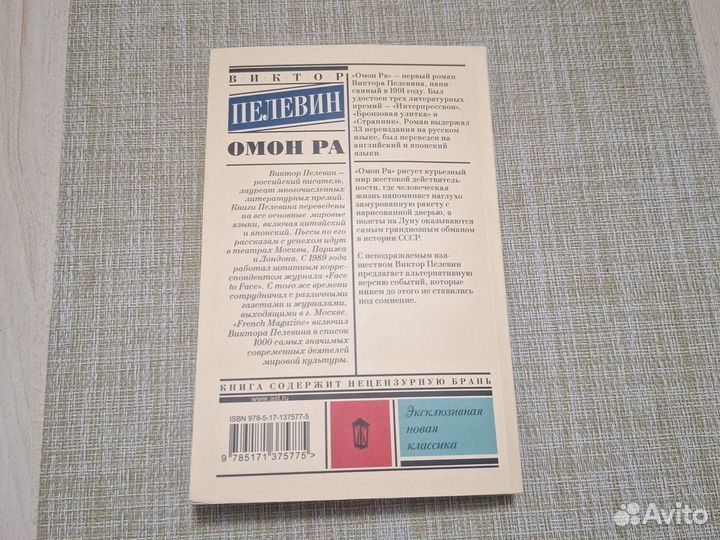 ВИКТОР
ПЕЛЕВИН
ОМОН РА
Виктор Пелевин —
российский писатель,
лауреат многочисленных
литературных премий.
Книги Пелевина переведены
на все основные мировые
языки, включая китайский
и японский. Пьесы по его
рассказам с успехом идут
в театрах Москвы, Парижа
и Лондона. С 1989 года
работал штатным корре-
спондентом журнала «Face
to Face». С того же времени
сотрудничал с различными
газетами и журналами,
выходящими в г. Москве.
«French Magazine» включил
Виктора Пелевина в список
1000 самых значимых
современных деятелей
мировой культуры.
«Омон Ра» — первый роман
Виктора Пелевина, напи-
санный в 1991 году. Был
удостоен трех литературных
премий — «Интерпресскон»,
«Бронзовая улитка» и
«Странник». Роман выдержал
33 переиздания на русском
языке, был переведен на
английский и японский
языки.
«Омон Ра» рисует курьезный
мир жестокой действитель-
ности, где человеческая
жизнь напоминает наглухо
замурованную ракету с
нарисованной дверью, а
полеты на Луну оказываются
самым грандиозным обманом
в истории СССР.
С неподражаемым изя-
ществом Виктор Пелевин
предлагает альтернативную
версию событий, которые
никем до этого не ставились
под сомнение.
КНИГА СОДЕРЖИТ НЕЦЕНЗУРНУЮ БРАНЬ
www.ast.ru
ISBN 978-5-17-137577-5
9 785171 375775>
Эксклюзивная
новая
классика
Avito